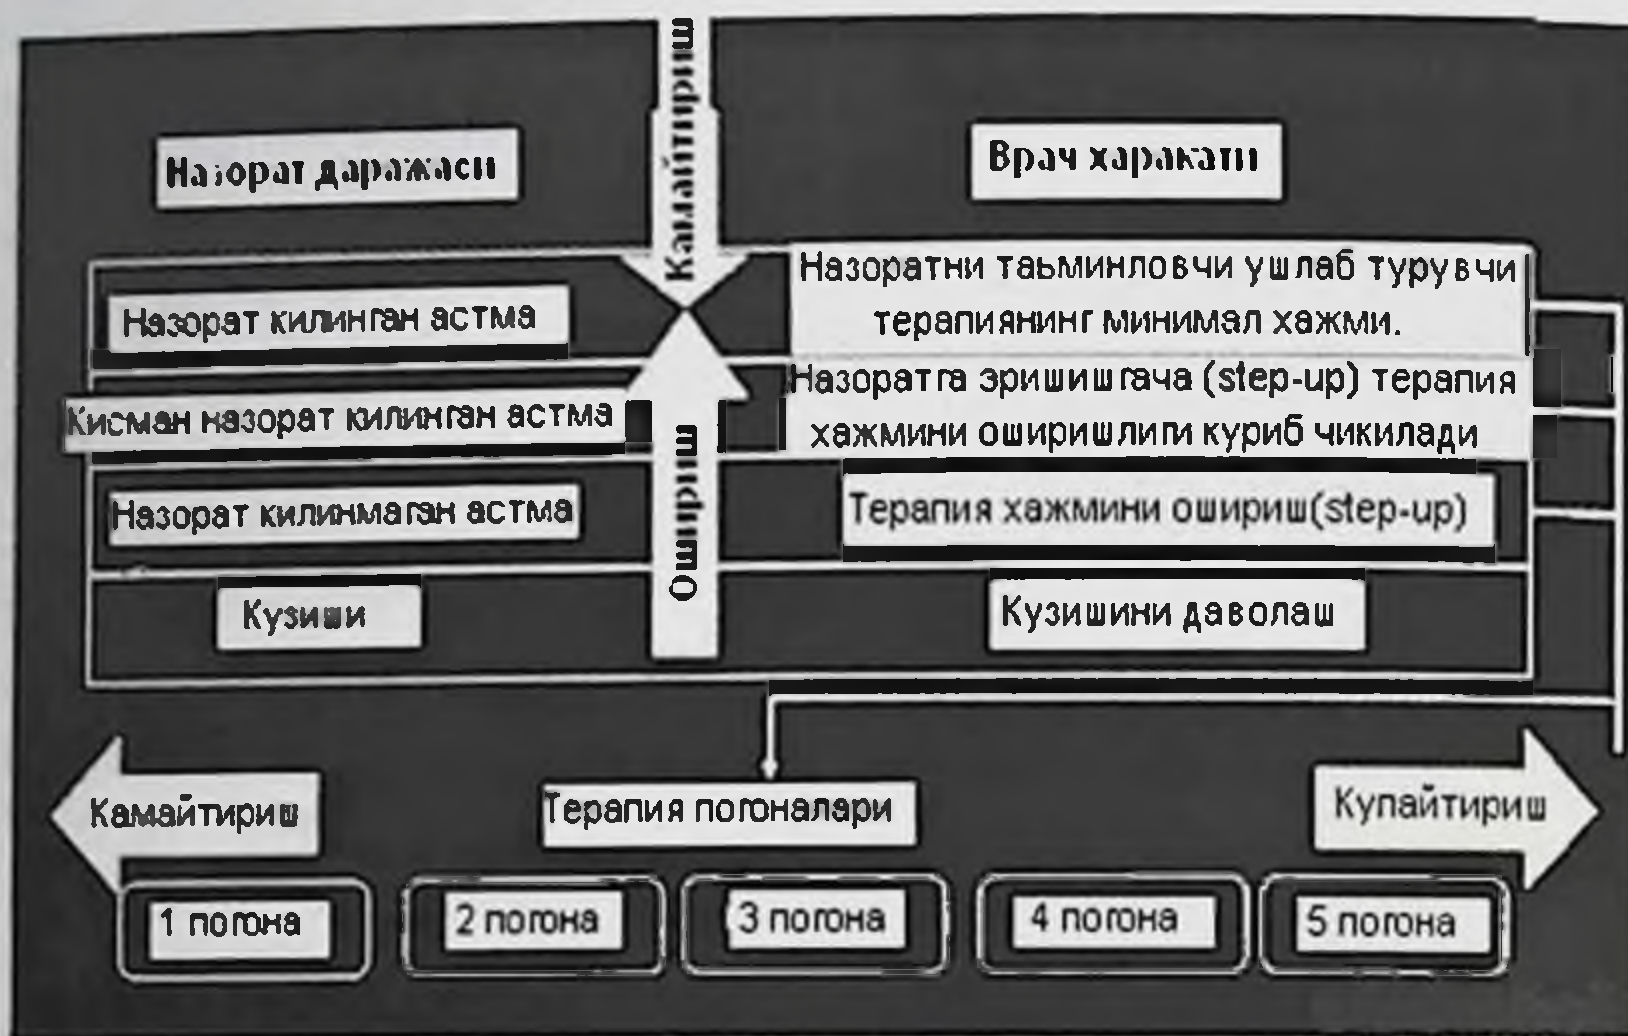 Камайтириш
Назорат даражаси
Врач харакати
Назорат килинган астма
Назоратни таьминловчи ушлаб турувчи
терапиянинг минимал хажми.
Кисман назорат килинган астма
Назоратга эришишгача (step-up) терапия
хажмини оширишлиги куриб чикилади
Ошириш
Назорат килинмаган астма
Терапия хажмини ошириш(step-up)
Кузиши
Кузишини даволаш
Камайтириш
Терапия погоналари
Купайтириш
1 погона
2 погона
3 погона
4 погона
5 погона